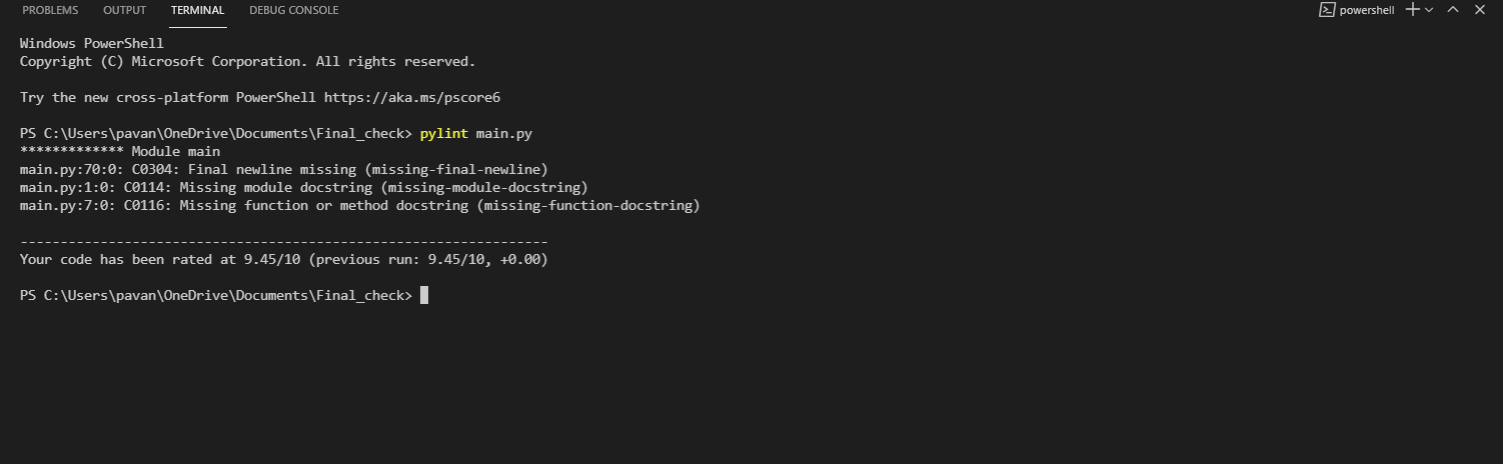 PROBLEMS OUTPUT TERMINAL DEBUG CONSOLE powershell
Windows PowerShell
Copyright (C) Microsoft Corporation. All rights reserved.
Try the new cross-platform PowerShell https://aka.ms/pscore6
PS C:\Users\pavan\OneDrive\Documents\Final_check> pylint main.py
************* Module main
main.py:70:0: C0304: Final newline missing (missing-final-newline)
main.py:1:0: C0114: Missing module docstring (missing-module-docstring)
main.py:7:0: C0116: Missing function or method docstring (missing-function-docstring)
------------------------------------------------------------------
Your code has been rated at 9.45/10 (previous run: 9.45/10, +0.00)
PS C:\Users\pavan\OneDrive\Documents\Final_check>